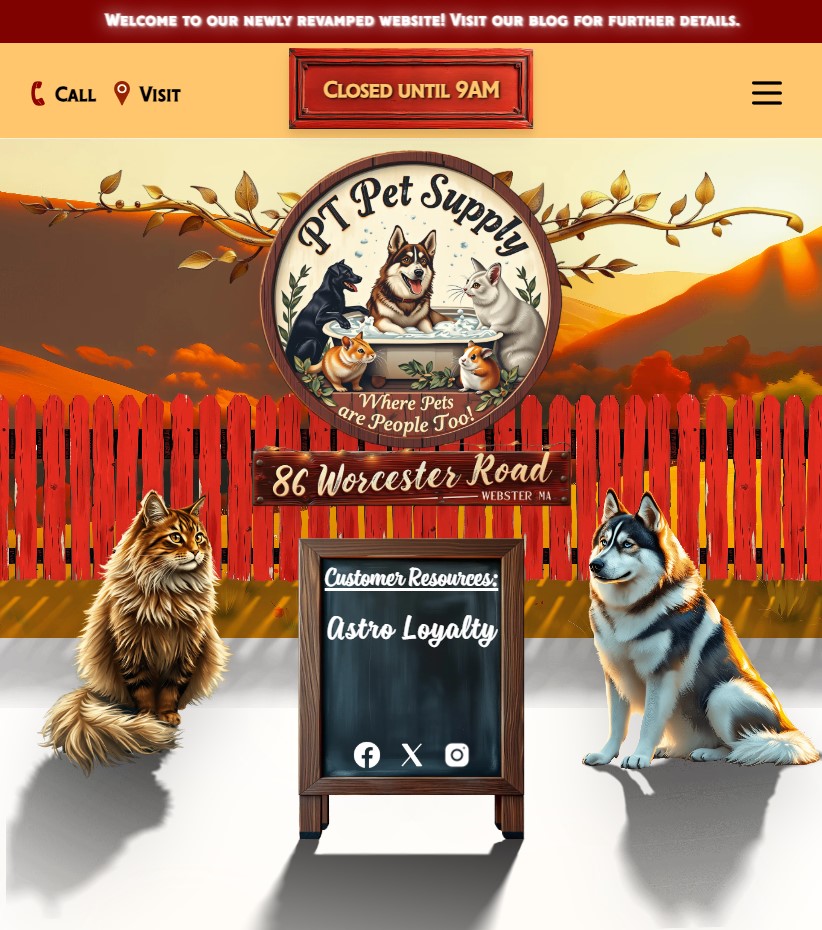 Welcome to our newly revamped website! Visit our blog for further details.
Call
Visit
Closed until 9AM
PT Pet Supply
Where Pets
are People Too!
86 Worcester Road
WEBSTER MA
Customer Resources:
Astro Loyalty